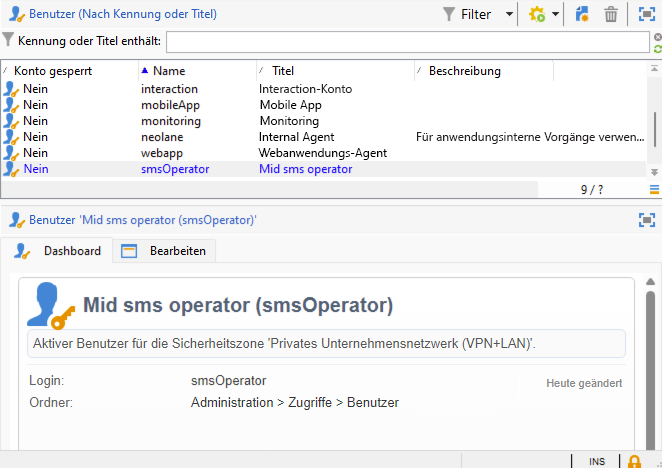 Benutzer (Nach Kennung oder Titel)
Filter
Kennung oder Titel enthält:
Konto gesperrt Name Titel Beschreibung
Nein interaction Interaction-Konto
Nein mobileApp Mobile App
Nein monitoring Monitoring
Nein neolane Internal Agent Für anwendungsinterne Vorgänge verwen...
Nein webapp Webanwendungs-Agent
Nein smsOperator Mid sms operator
9 / ?
Benutzer 'Mid sms operator (smsOperator)'
Dashboard Bearbeiten
Mid sms operator (smsOperator)
Aktiver Benutzer für die Sicherheitszone 'Privates Unternehmensnetzwerk (VPN+LAN)'.
Login: smsOperator Heute geändert
Ordner: Administration > Zugriffe > Benutzer
INS